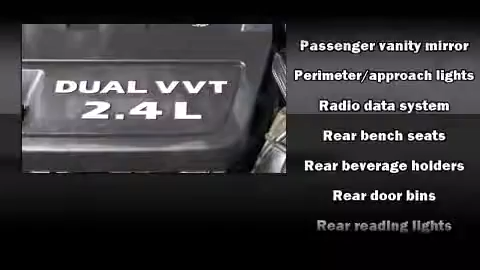 DUAL VVT
2.4L
Passenger vanity mirror
Perimeter/approach lights
Radio data system
Rear bench seats
Rear beverage holders
Rear door bins
Rear reading lights